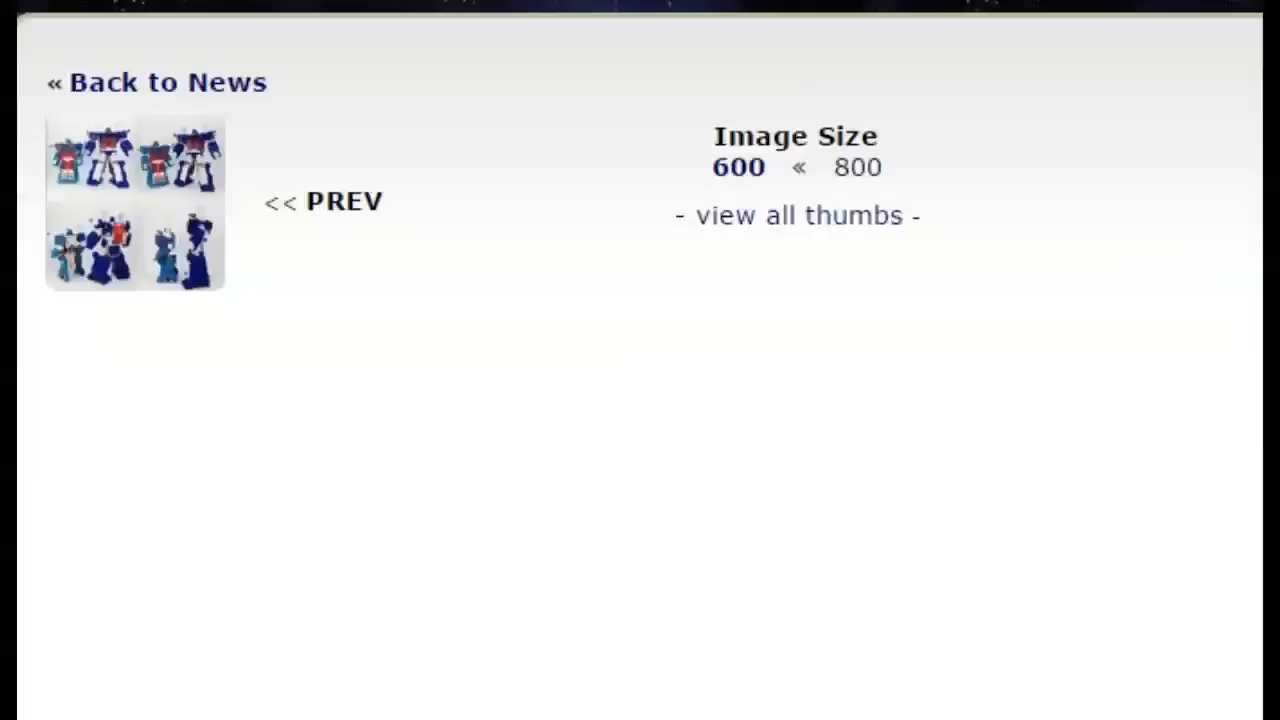 « Back to News
Image Size
600 « 800
<< PREV
- view all thumbs -